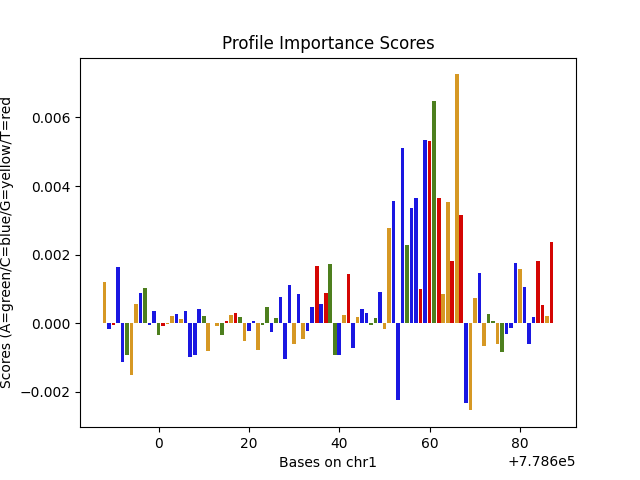 Profile Importance Scores
Scores (A=green/C=blue/G=yellow/T=red
0.006
0.004
0.002
0.000
−0.002
0
20
40
60
80
+7.786e5
Bases on chr1